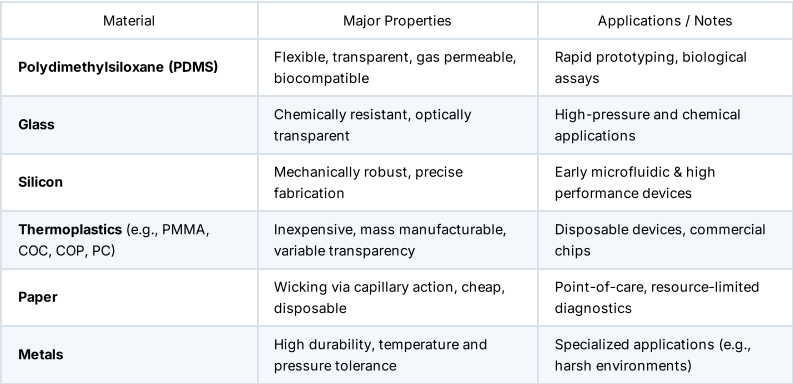 Material
Major Properties
Applications / Notes
Polydimethylsiloxane (PDMS)
Flexible, transparent, gas permeable,
biocompatible
Rapid prototyping, biological
assays
Glass
Chemically resistant, optically
transparent
High-pressure and chemical
applications
Silicon
Mechanically robust, precise
fabrication
Early microfluidic & high
performance devices
Thermoplastics (e.g., PMMA,
COC, COP, PC)
Inexpensive, mass manufacturable,
variable transparency
Disposable devices, commercial
chips
Paper
Wicking via capillary action, cheap,
disposable
Point-of-care, resource-limited
diagnostics
Metals
High durability, temperature and
pressure tolerance
Specialized applications (e.g.,
harsh environments)